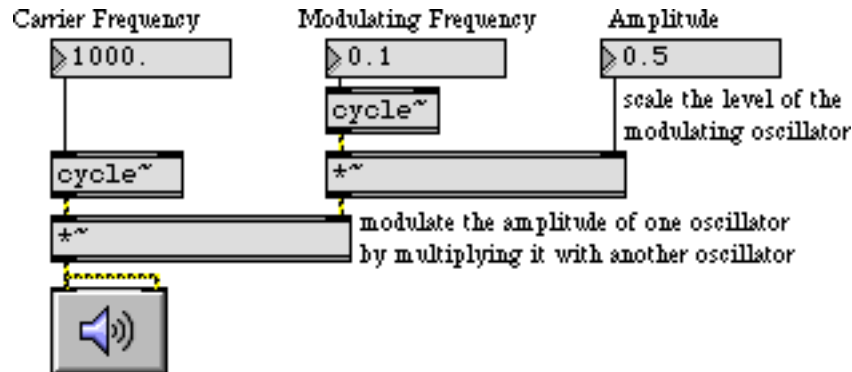 Carrier Frequency
Modulating Frequency
Amplitude
1000.
0.1
0.5
cycle~
scale the level of the
modulating oscillator
cycle~
*~
*~
modulate the amplitude of one oscillator
by multiplying it with another oscillator